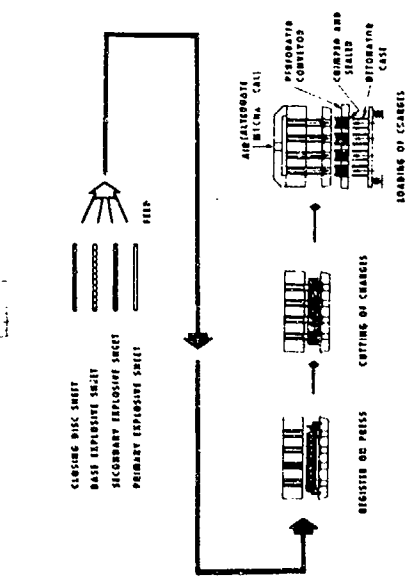 CLOSING DISC SHEET
BASE EXPLOSIVE SHEET
SECONDARY EXPLOSIVE SHEET
PRIMARY EXPLOSIVE SHEET
FEED
REGISTER ON PRESS
CUTTING OF CHARGES
LOADING OF CHARGES
PERFORATED
CONVEYOR
CRIMPED AND
SEALED
DETONATOR
CASE